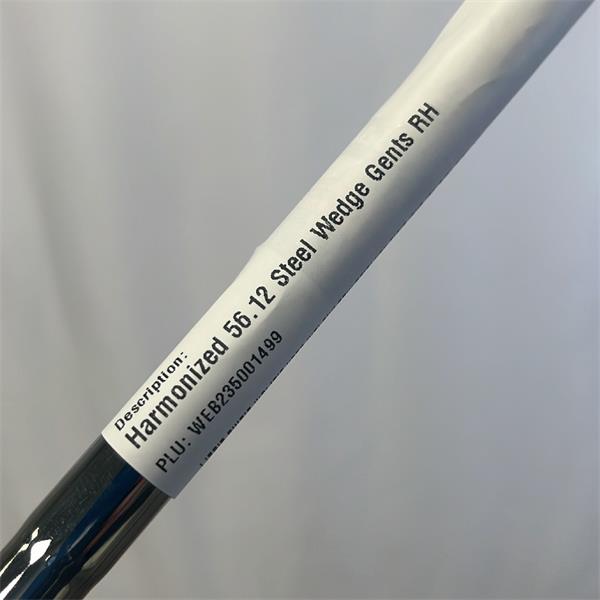 Description:
Harmonized 56.12 Steel Wedge Gents RH
PLU: WEB235001499